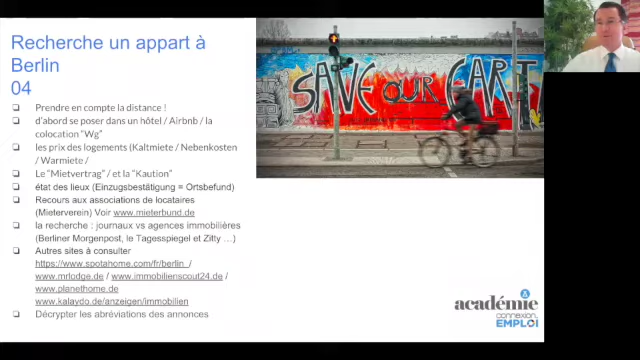 Recherche un appart à
Berlin
04
Prendre en compte la distance !
d'abord se poser dans un hôtel / Airbnb / la
colocation "Wg"
les prix des logements (Kaltmiete / Nebenkosten
/ Warmiete /
Le "Mietvertrag" / et la "Kaution"
état des lieux (Einzugsbestätigung = Ortsbefund)
Recours aux associations de locataires
(Mieterverein) Voir www.mieterbund.de
la recherche : journaux vs agences immobilières
(Berliner Morgenpost, le Tagesspiegel et Zitty …)
Autres sites à consulter
https://www.spotahome.com/fr/berlin /
www.mrlodge.de / www.immobilienscout24.de /
www.planethome.de
www.kalaydo.de/anzeigen/immobilien
Décrypter les abréviations des annonces
SAVE OUR EARTH
académie
connexion
EMPLOI